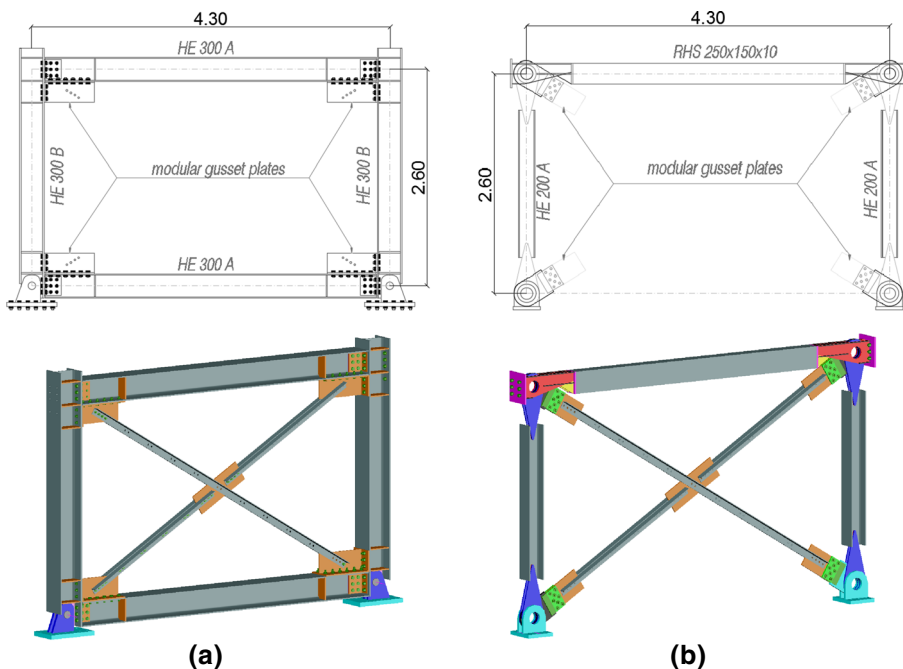 4.30
HE 300 A
HE 300 B
modular gusset plates
HE 300 B
2.60
HE 300 A
4.30
RHS 250x150x10
2.60
HE 200 A
modular gusset plates
HE 200 A
(a)
(b)